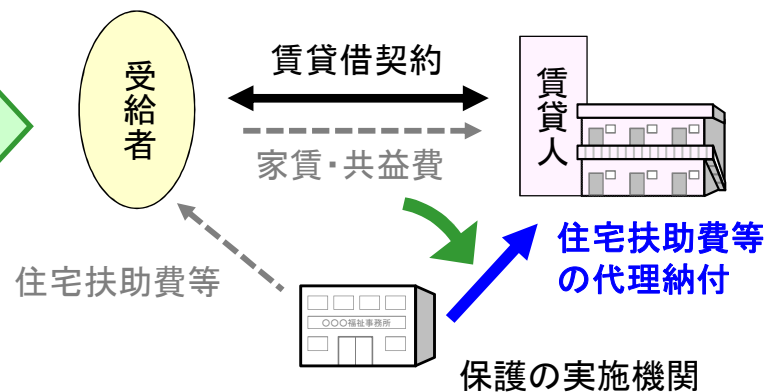 受給者
賃貸借契約
賃貸人
家賃・共益費
住宅扶助費等
住宅扶助費等
の代理納付
〇〇〇福祉事務所
保護の実施機関